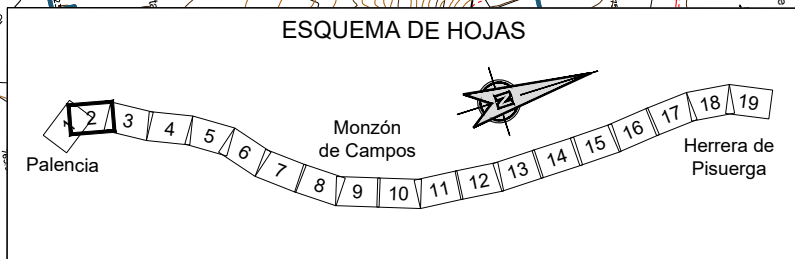 ESQUEMA DE HOJAS
1 2 3 4 5 6 7 8 9 10 11 12 13 14 15 16 17 18 19
Palencia
Monzón
de Campos
N
Herrera de
Pisuerga